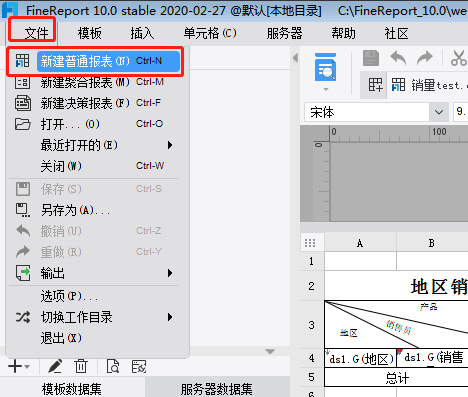 FineReport 10.0 stable 2020-02-27 @默认[本地目录] C:\FineReport_10.0\we
文件 模板 插入 单元格(C) 服务器 帮助 社区
新建普通报表(N) Ctrl-N
新建聚合报表(M) Ctrl-M
新建决策报表(F) Ctrl-F
打开...(O) Ctrl-O
最近打开的(E)
关闭(W) Ctrl-W
保存(S) Ctrl-S
另存为(A)...
撤销(U) Ctrl-Z
重做(R) Ctrl-Y
输出
选项(P)...
切换工作目录
退出(X)
模板数据集 服务器数据集
销量test.c
宋体 9.
0 100
A B
1
2 地区销
3 产品
销售员
地区
4 ds1.G(地区) ds1.G(销售
5 总计